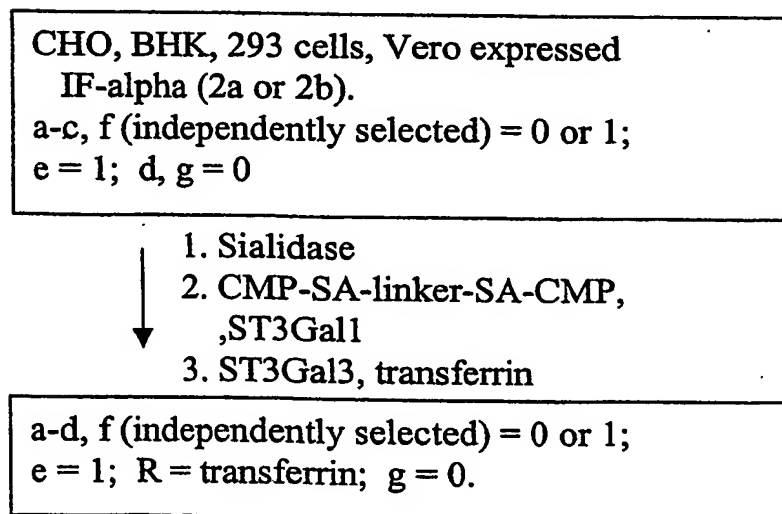 CHO, BHK, 293 cells, Vero expressed
IF-alpha (2a or 2b).
a-c, f (independently selected) = 0 or 1;
e = 1; d, g = 0
1. Sialidase
2. CMP-SA-linker-SA-CMP,
,ST3Gal1
3. ST3Gal3, transferrin
a-d, f (independently selected) = 0 or 1;
e = 1; R = transferrin; g = 0.